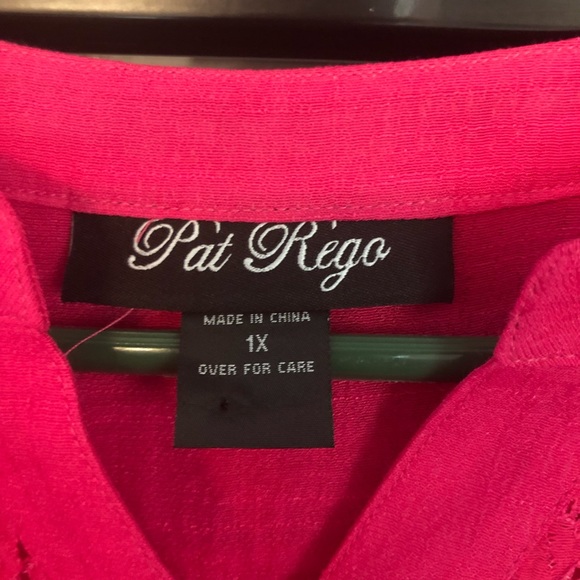 Pat Rego
MADE IN CHINA
1X
OVER FOR CARE